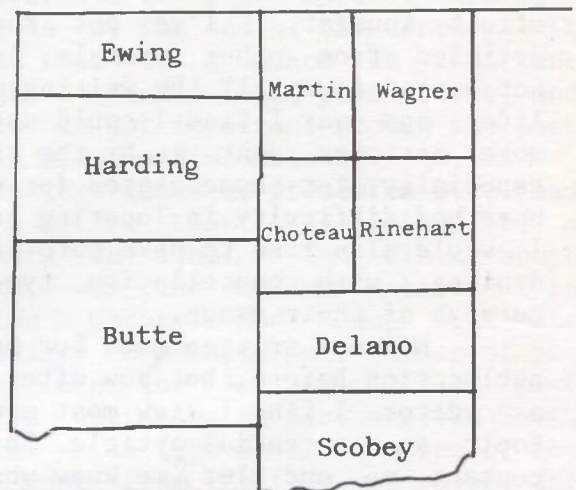 Ewing
Martin Wagner
Harding
Choteau Rinehart
Butte
Delano
Scobey